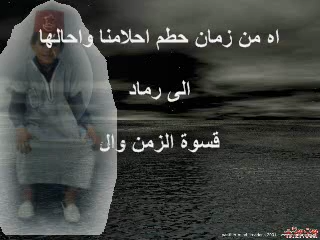 اه من زمان حطم احلامنا واحالها
الى رماد
قسوة الزمن وال